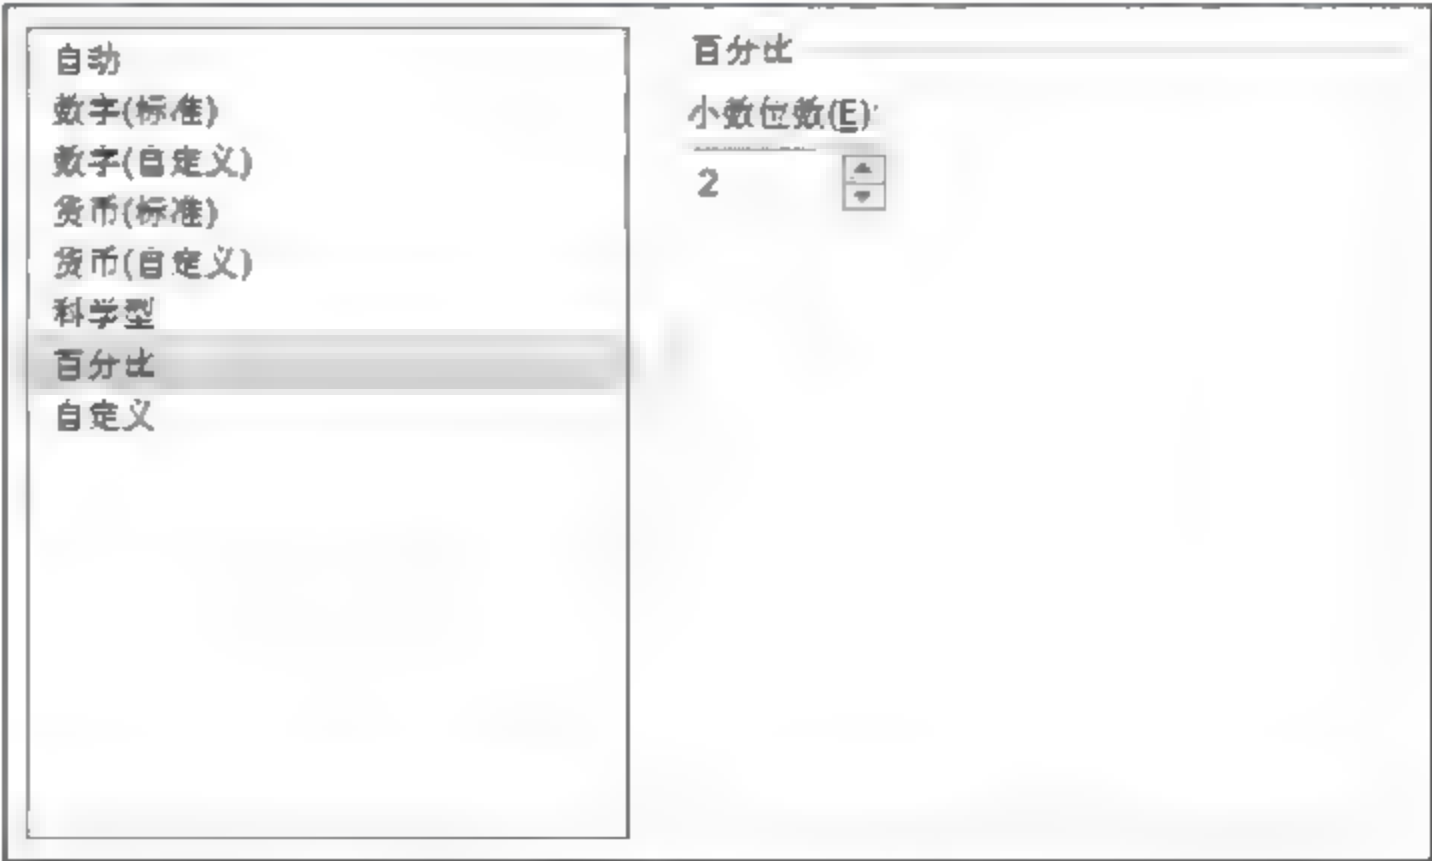 自动
数字(标准)
数字(自定义)
货币(标准)
货币(自定义)
科学型
百分比
自定义
百分比
小数位数(E):
2